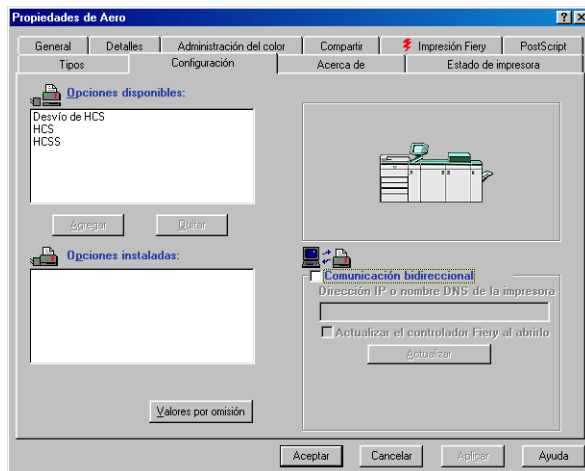 Propiedades de Aero
General Detalles Administración del color Compartir Impresión Fiery PostScript
Tipos Configuración Acerca de Estado de impresora
Opciones disponibles:
Desvío de HCS
HCS
HCSS
Agregar Quitar
Opciones instaladas:
Valores por omisión
Comunicación bidireccional
Dirección IP o nombre DNS de la impresora
Actualizar el controlador Fiery al abrirlo
Actualizar
Aceptar Cancelar Aplicar Ayuda